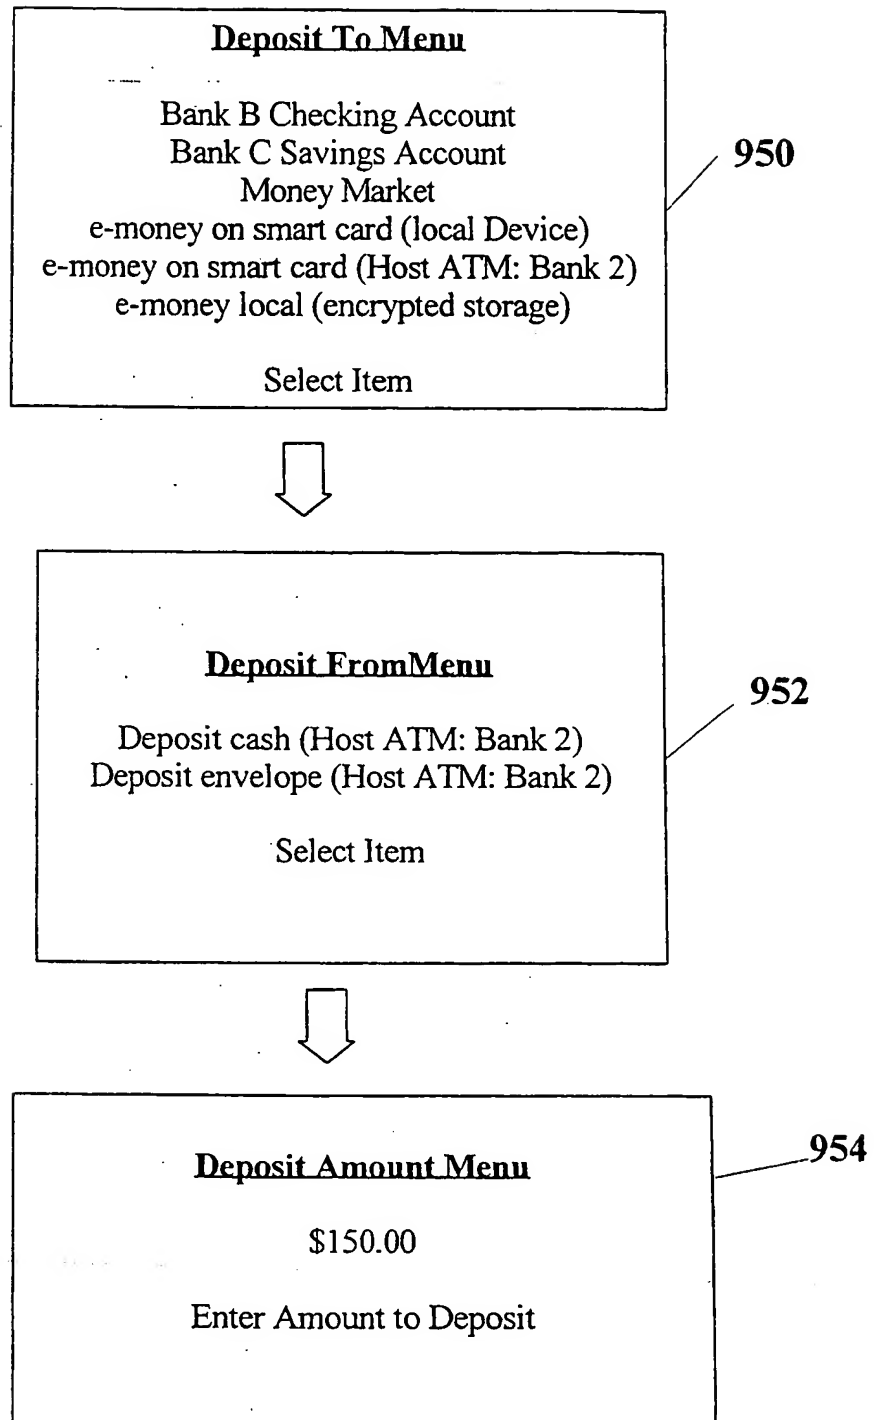 Deposit To Menu
Bank B Checking Account
Bank C Savings Account
Money Market
e-money on smart card (local Device)
e-money on smart card (Host ATM: Bank 2)
e-money local (encrypted storage)
Select Item
950
Deposit FromMenu
Deposit cash (Host ATM: Bank 2)
Deposit envelope (Host ATM: Bank 2)
Select Item
952
Deposit Amount Menu
$150.00
Enter Amount to Deposit
954